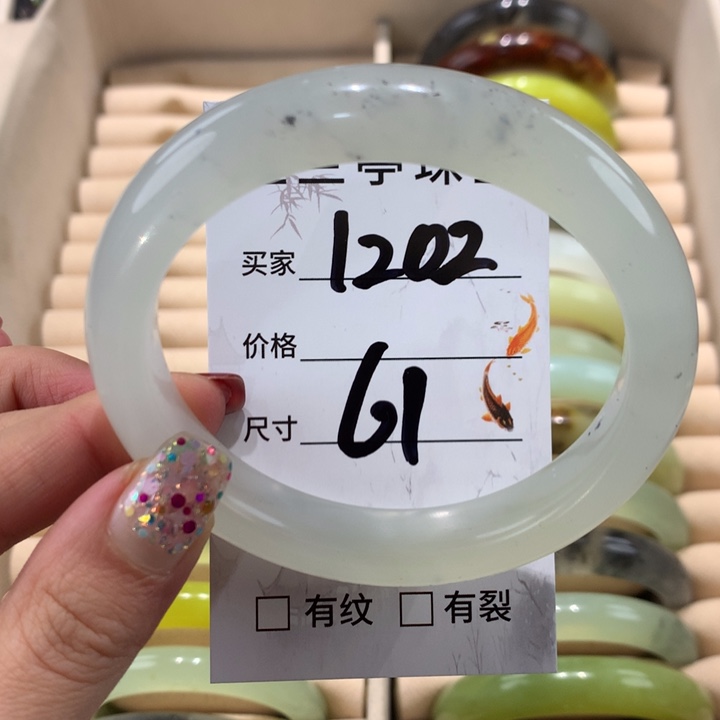 买家 1202
价格
尺寸 61
□ 有纹 □ 有裂